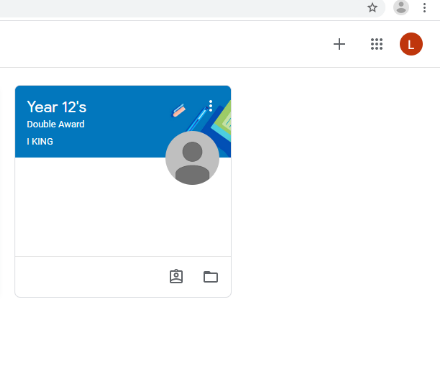 L
Year 12's
Double Award
I KING